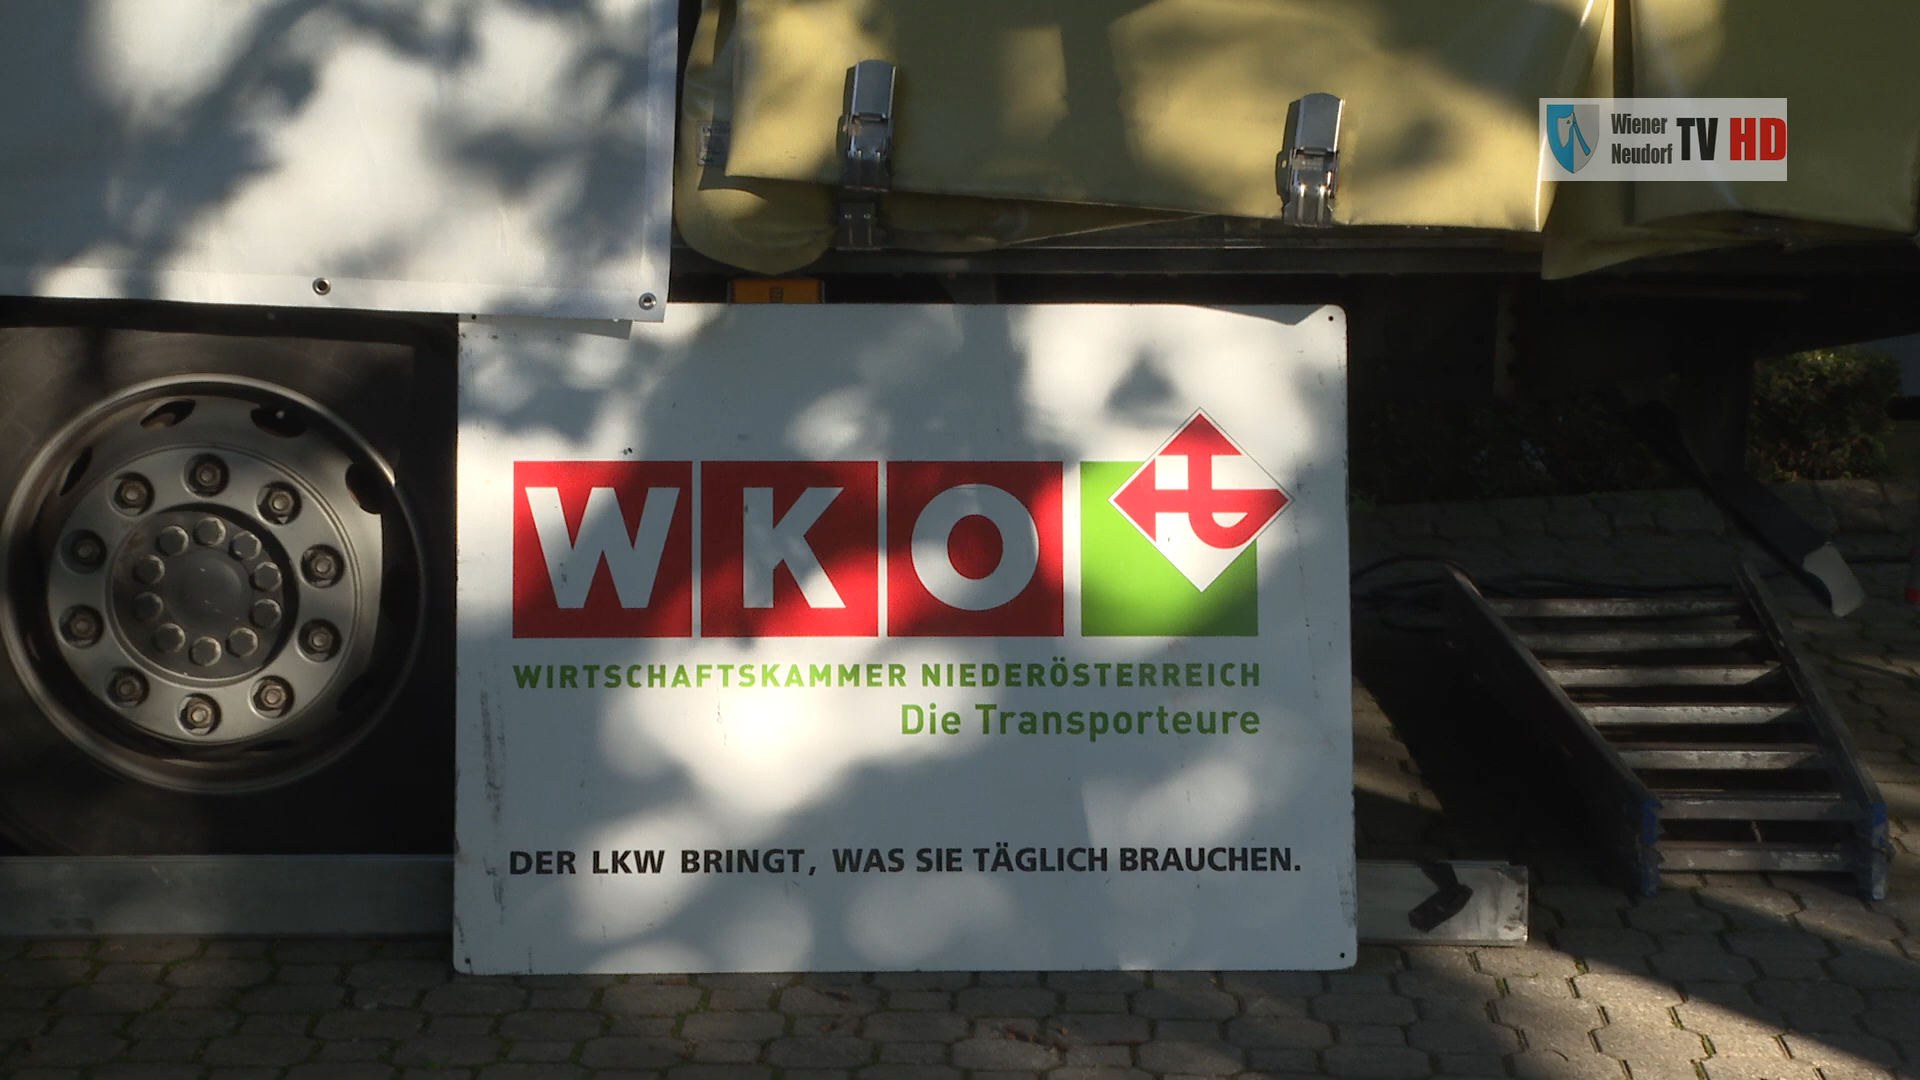 Wiener
Neudorf TV HD
WKO
WIRTSCHAFTSKAMMER NIEDERÖSTERREICH
Die Transporteure
DER LKW BRINGT, WAS SIE TÄGLICH BRAUCHEN.